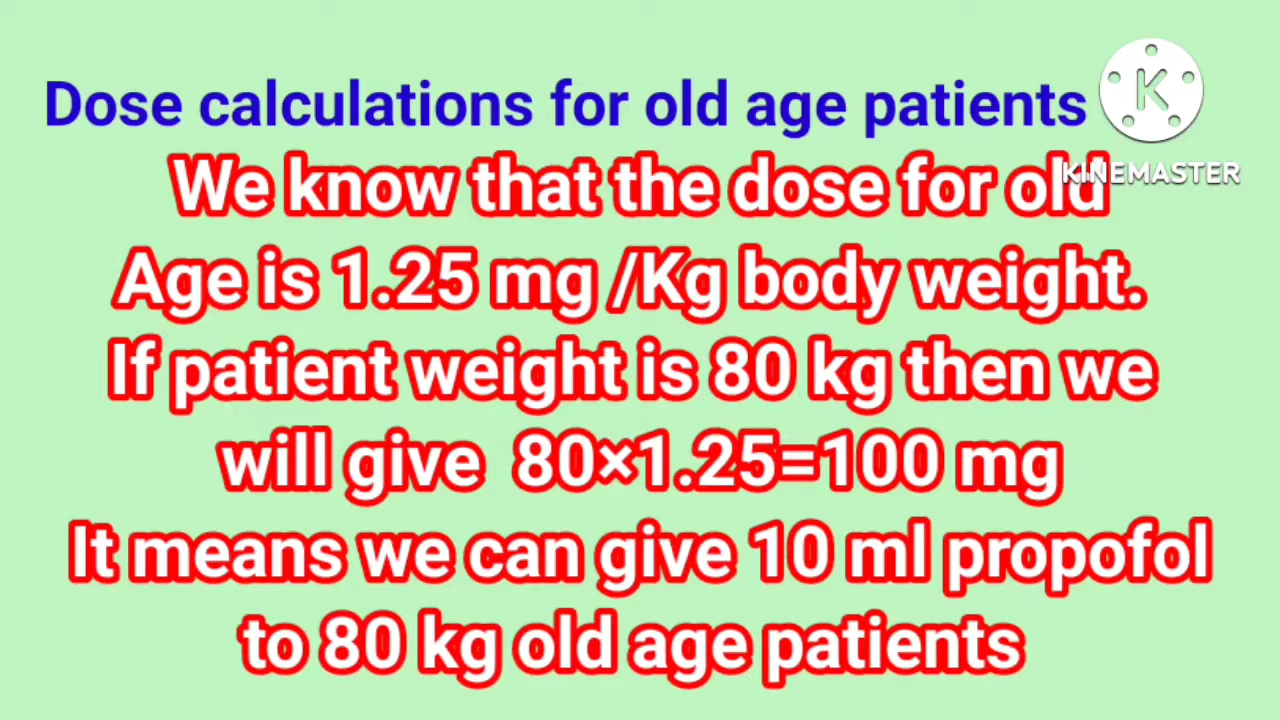 Dose calculations for old age patients
K
KINEMASTER
We know that the dose for old
Age is 1.25 mg /Kg body weight.
If patient weight is 80 kg then we
will give 80×1.25=100 mg
It means we can give 10 ml propofol
to 80 kg old age patients